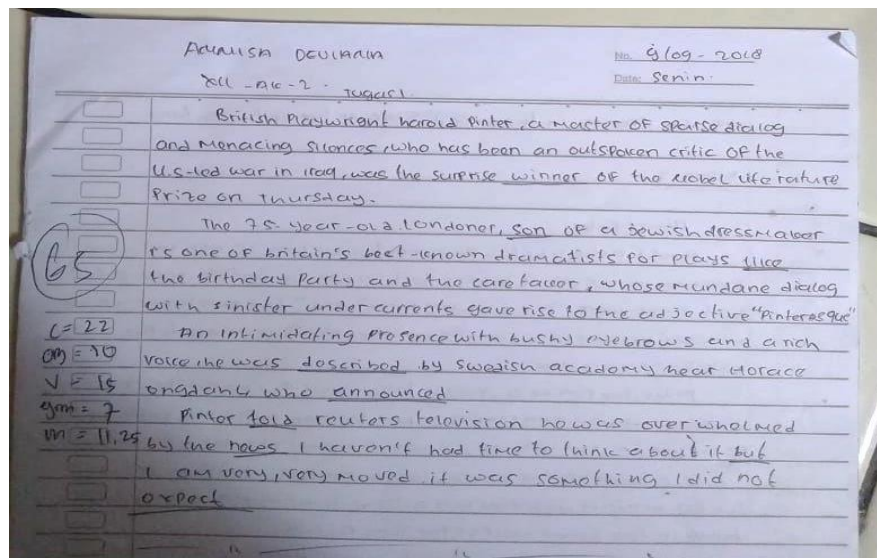 No. 9/09 - 2018
XII - AK - 2 . Tugas 1.
Date: Senin.
British Playwright harold Pinter, a master of sparse dialog
and Menacing silences, who has been an outspoken critic of the
U.S-led war in iraq, was the surprise winner of the nobel literature
Prize on Thursday.
The 75- year-old londoner, son of a jewish dressmaker
is one of britain's best-known dramatists for plays like
the birthday Party and the caretaker, whose mundane dialog
65
with sinister under currents gave rise to the adjective "Pinteresque"
C = 22
An intimidating presence with bushy eyebrows and a rich
= 10
voice, he was described by swedish academy hear Horace
V = 15
engdahl, who announced
gm = 7
Pinter told reuters television he was over whelmed
m = 11,25
by the news I haven't had time to think about it but
I am very, very moved it was something I did not
expect